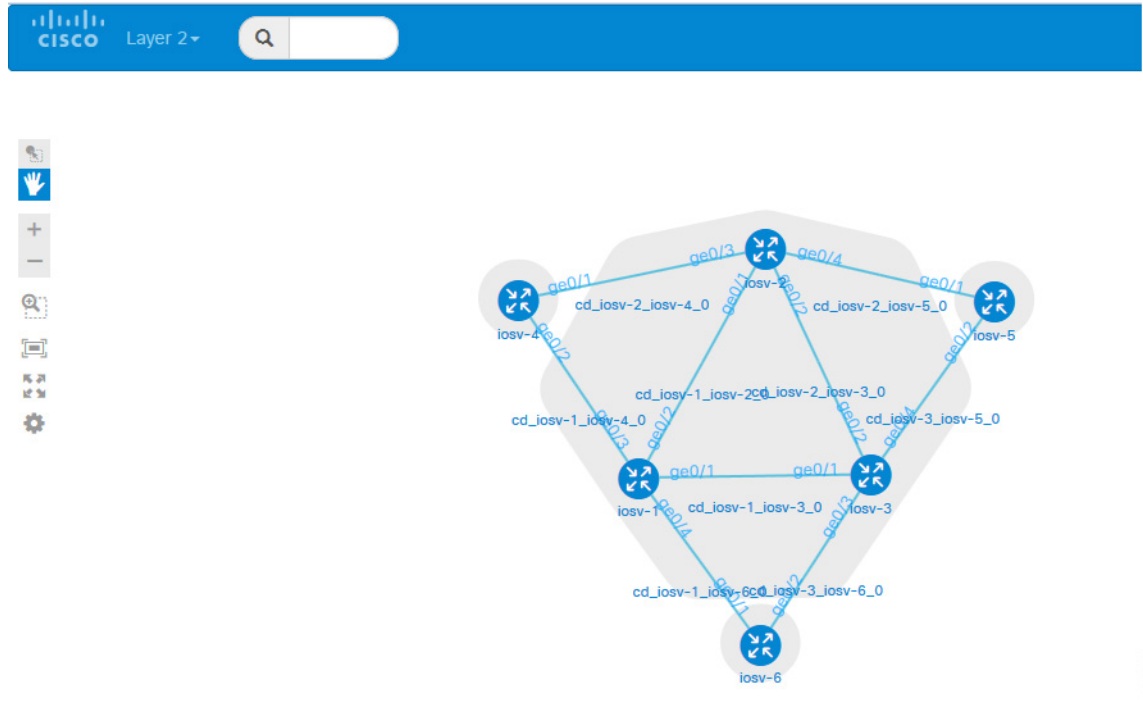 CISCO
Layer 2
ge0/3
ge0/4
iosv-2
ge0/1
ge0/1
ge0/1
ge0/2
cd_iosv-2_iosv-4_0
cd_iosv-2_iosv-5_0
iosv-4
ge0/2
ge0/2
iosv-5
cd_iosv-1_iosv-2_0
cd_iosv-2_iosv-3_0
cd_iosv-1_iosv-4_0
ge0/3
ge0/2
ge0/2
ge0/4
cd_iosv-3_iosv-5_0
ge0/1
ge0/1
iosv-1
ge0/4
cd_iosv-1_iosv-3_0
ge0/3
iosv-3
cd_iosv-1_iosv-6_0
cd_iosv-3_iosv-6_0
ge0/1
ge0/2
iosv-6